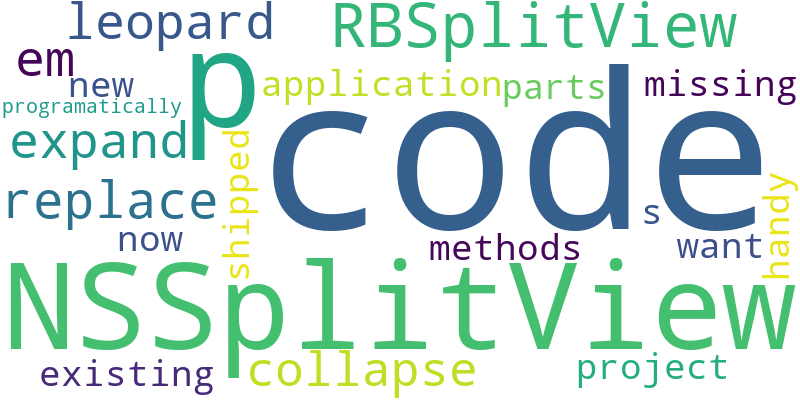 leopard
RBSplitView
em
p
new
application
parts
missing
programatically
code
expand
shipped
handy
replace
s
now
methods
want
NSSplitView
existing
collapse
project